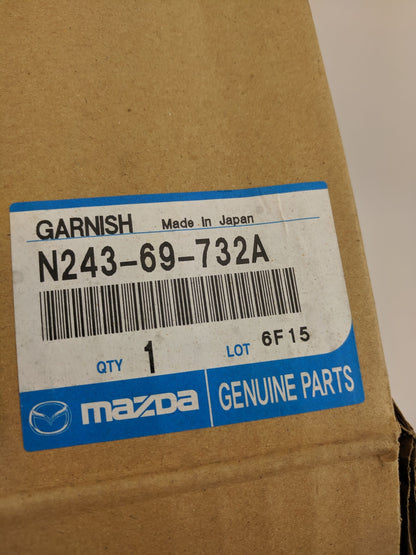 GARNISH Made in Japan
N243-69-732A
QTY 1 LOT 6F15
mazda GENUINE PARTS